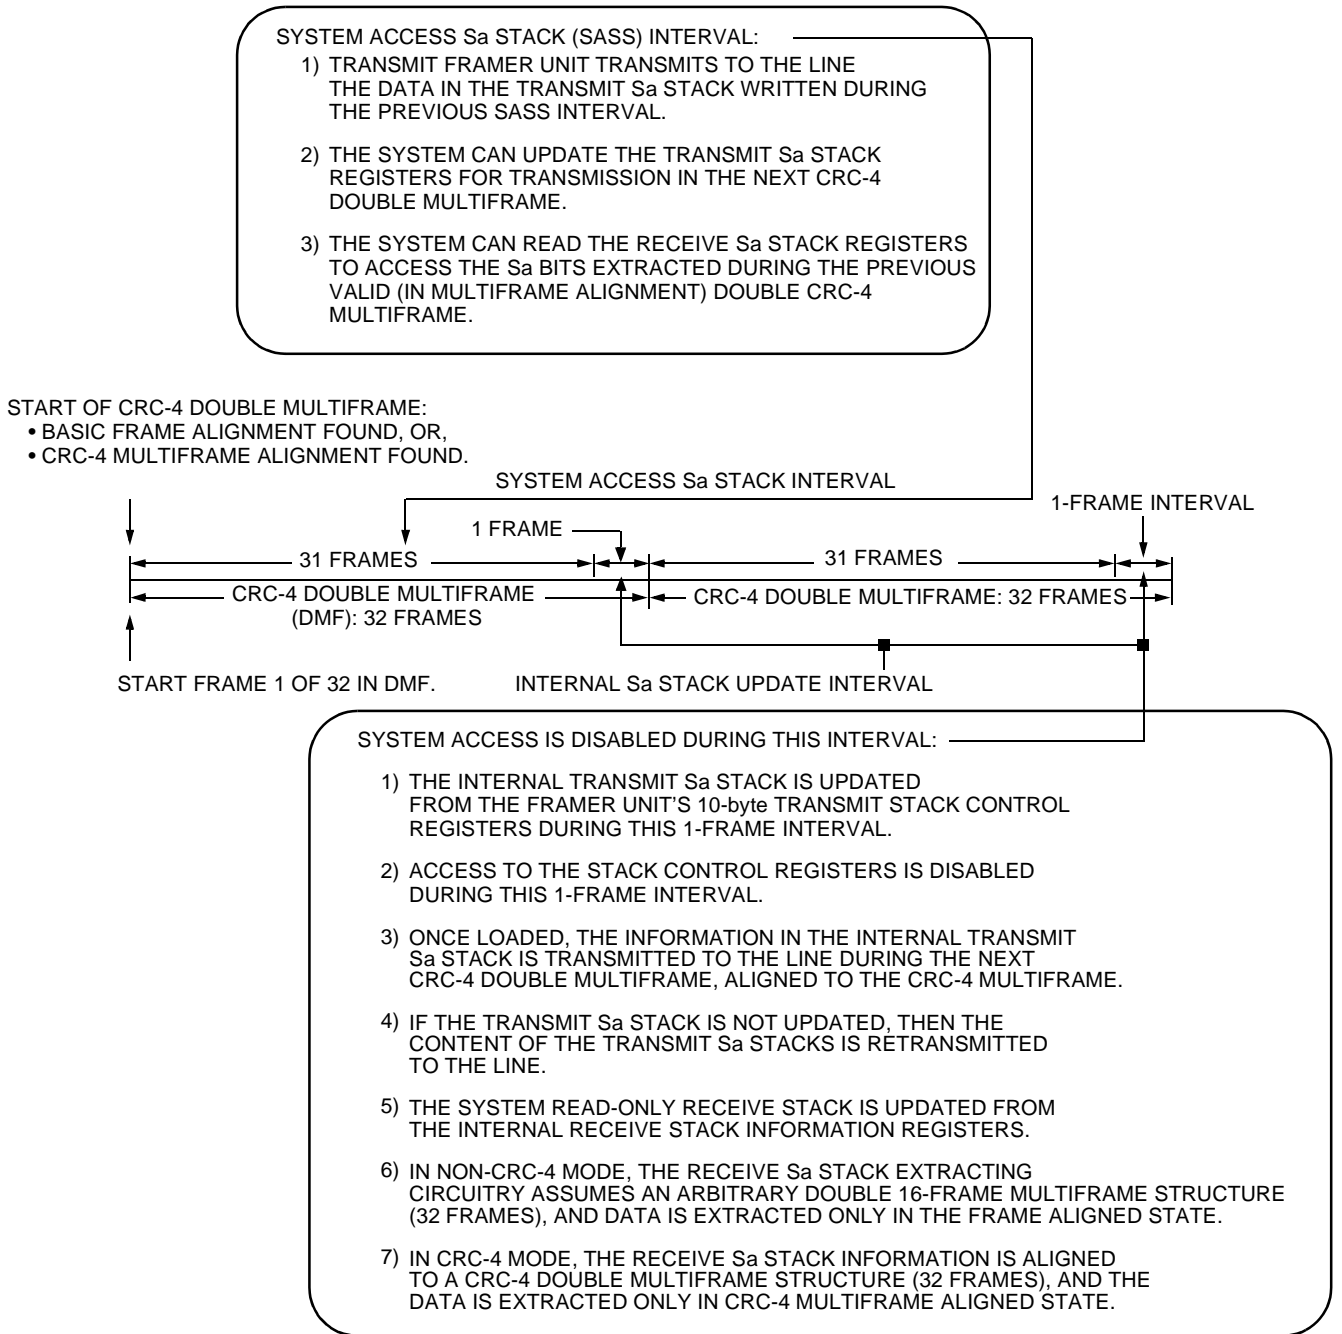 SYSTEM ACCESS Sa STACK (SASS) INTERVAL:
1) TRANSMIT FRAMER UNIT TRANSMITS TO THE LINE
THE DATA IN THE TRANSMIT Sa STACK WRITTEN DURING
THE PREVIOUS SASS INTERVAL.
2) THE SYSTEM CAN UPDATE THE TRANSMIT Sa STACK
REGISTERS FOR TRANSMISSION IN THE NEXT CRC-4
DOUBLE MULTIFRAME.
3) THE SYSTEM CAN READ THE RECEIVE Sa STACK REGISTERS
TO ACCESS THE Sa BITS EXTRACTED DURING THE PREVIOUS
VALID (IN MULTIFRAME ALIGNMENT) DOUBLE CRC-4
MULTIFRAME.
START OF CRC-4 DOUBLE MULTIFRAME:
• BASIC FRAME ALIGNMENT FOUND, OR,
• CRC-4 MULTIFRAME ALIGNMENT FOUND.
SYSTEM ACCESS Sa STACK INTERVAL
1-FRAME INTERVAL
1 FRAME
31 FRAMES
31 FRAMES
CRC-4 DOUBLE MULTIFRAME
(DMF): 32 FRAMES
CRC-4 DOUBLE MULTIFRAME: 32 FRAMES
START FRAME 1 OF 32 IN DMF.
INTERNAL Sa STACK UPDATE INTERVAL
SYSTEM ACCESS IS DISABLED DURING THIS INTERVAL:
1) THE INTERNAL TRANSMIT Sa STACK IS UPDATED
FROM THE FRAMER UNIT'S 10-byte TRANSMIT STACK CONTROL
REGISTERS DURING THIS 1-FRAME INTERVAL.
2) ACCESS TO THE STACK CONTROL REGISTERS IS DISABLED
DURING THIS 1-FRAME INTERVAL.
3) ONCE LOADED, THE INFORMATION IN THE INTERNAL TRANSMIT
Sa STACK IS TRANSMITTED TO THE LINE DURING THE NEXT
CRC-4 DOUBLE MULTIFRAME, ALIGNED TO THE CRC-4 MULTIFRAME.
4) IF THE TRANSMIT Sa STACK IS NOT UPDATED, THEN THE
CONTENT OF THE TRANSMIT Sa STACKS IS RETRANSMITTED
TO THE LINE.
5) THE SYSTEM READ-ONLY RECEIVE STACK IS UPDATED FROM
THE INTERNAL RECEIVE STACK INFORMATION REGISTERS.
6) IN NON-CRC-4 MODE, THE RECEIVE Sa STACK EXTRACTING
CIRCUITRY ASSUMES AN ARBITRARY DOUBLE 16-FRAME MULTIFRAME STRUCTURE
(32 FRAMES), AND DATA IS EXTRACTED ONLY IN THE FRAME ALIGNED STATE.
7) IN CRC-4 MODE, THE RECEIVE Sa STACK INFORMATION IS ALIGNED
TO A CRC-4 DOUBLE MULTIFRAME STRUCTURE (32 FRAMES), AND THE
DATA IS EXTRACTED ONLY IN CRC-4 MULTIFRAME ALIGNED STATE.